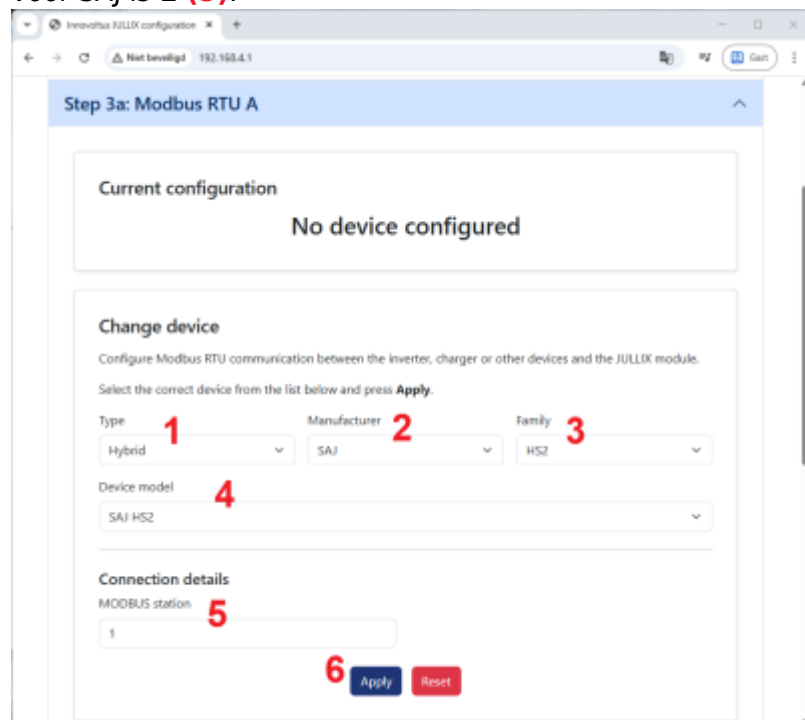 Innovoltus JULLIX configuration
Niet beveiligd 192.168.4.1
Gast
Step 3a: Modbus RTU A
Current configuration
No device configured
Change device
Configure Modbus RTU communication between the inverter, charger or other devices and the JULLIX module.
Select the correct device from the list below and press Apply.
Type 1 Manufacturer 2 Family 3
Hybrid SAJ HS2
Device model 4
SAJ HS2
Connection details
MODBUS station 5
1
6 Apply Reset